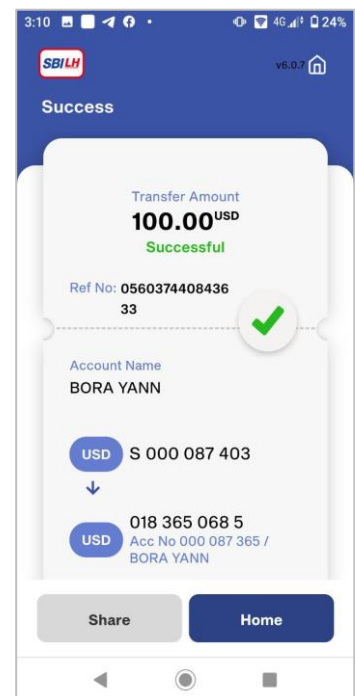 3:10 4G 24%
SBILH v6.0.7
Success
Transfer Amount
100.00 USD
Successful
Ref No: 0560374408436
33
Account Name
BORA YANN
USD S 000 087 403
USD 018 365 068 5
Acc No 000 087 365 /
BORA YANN
Share Home